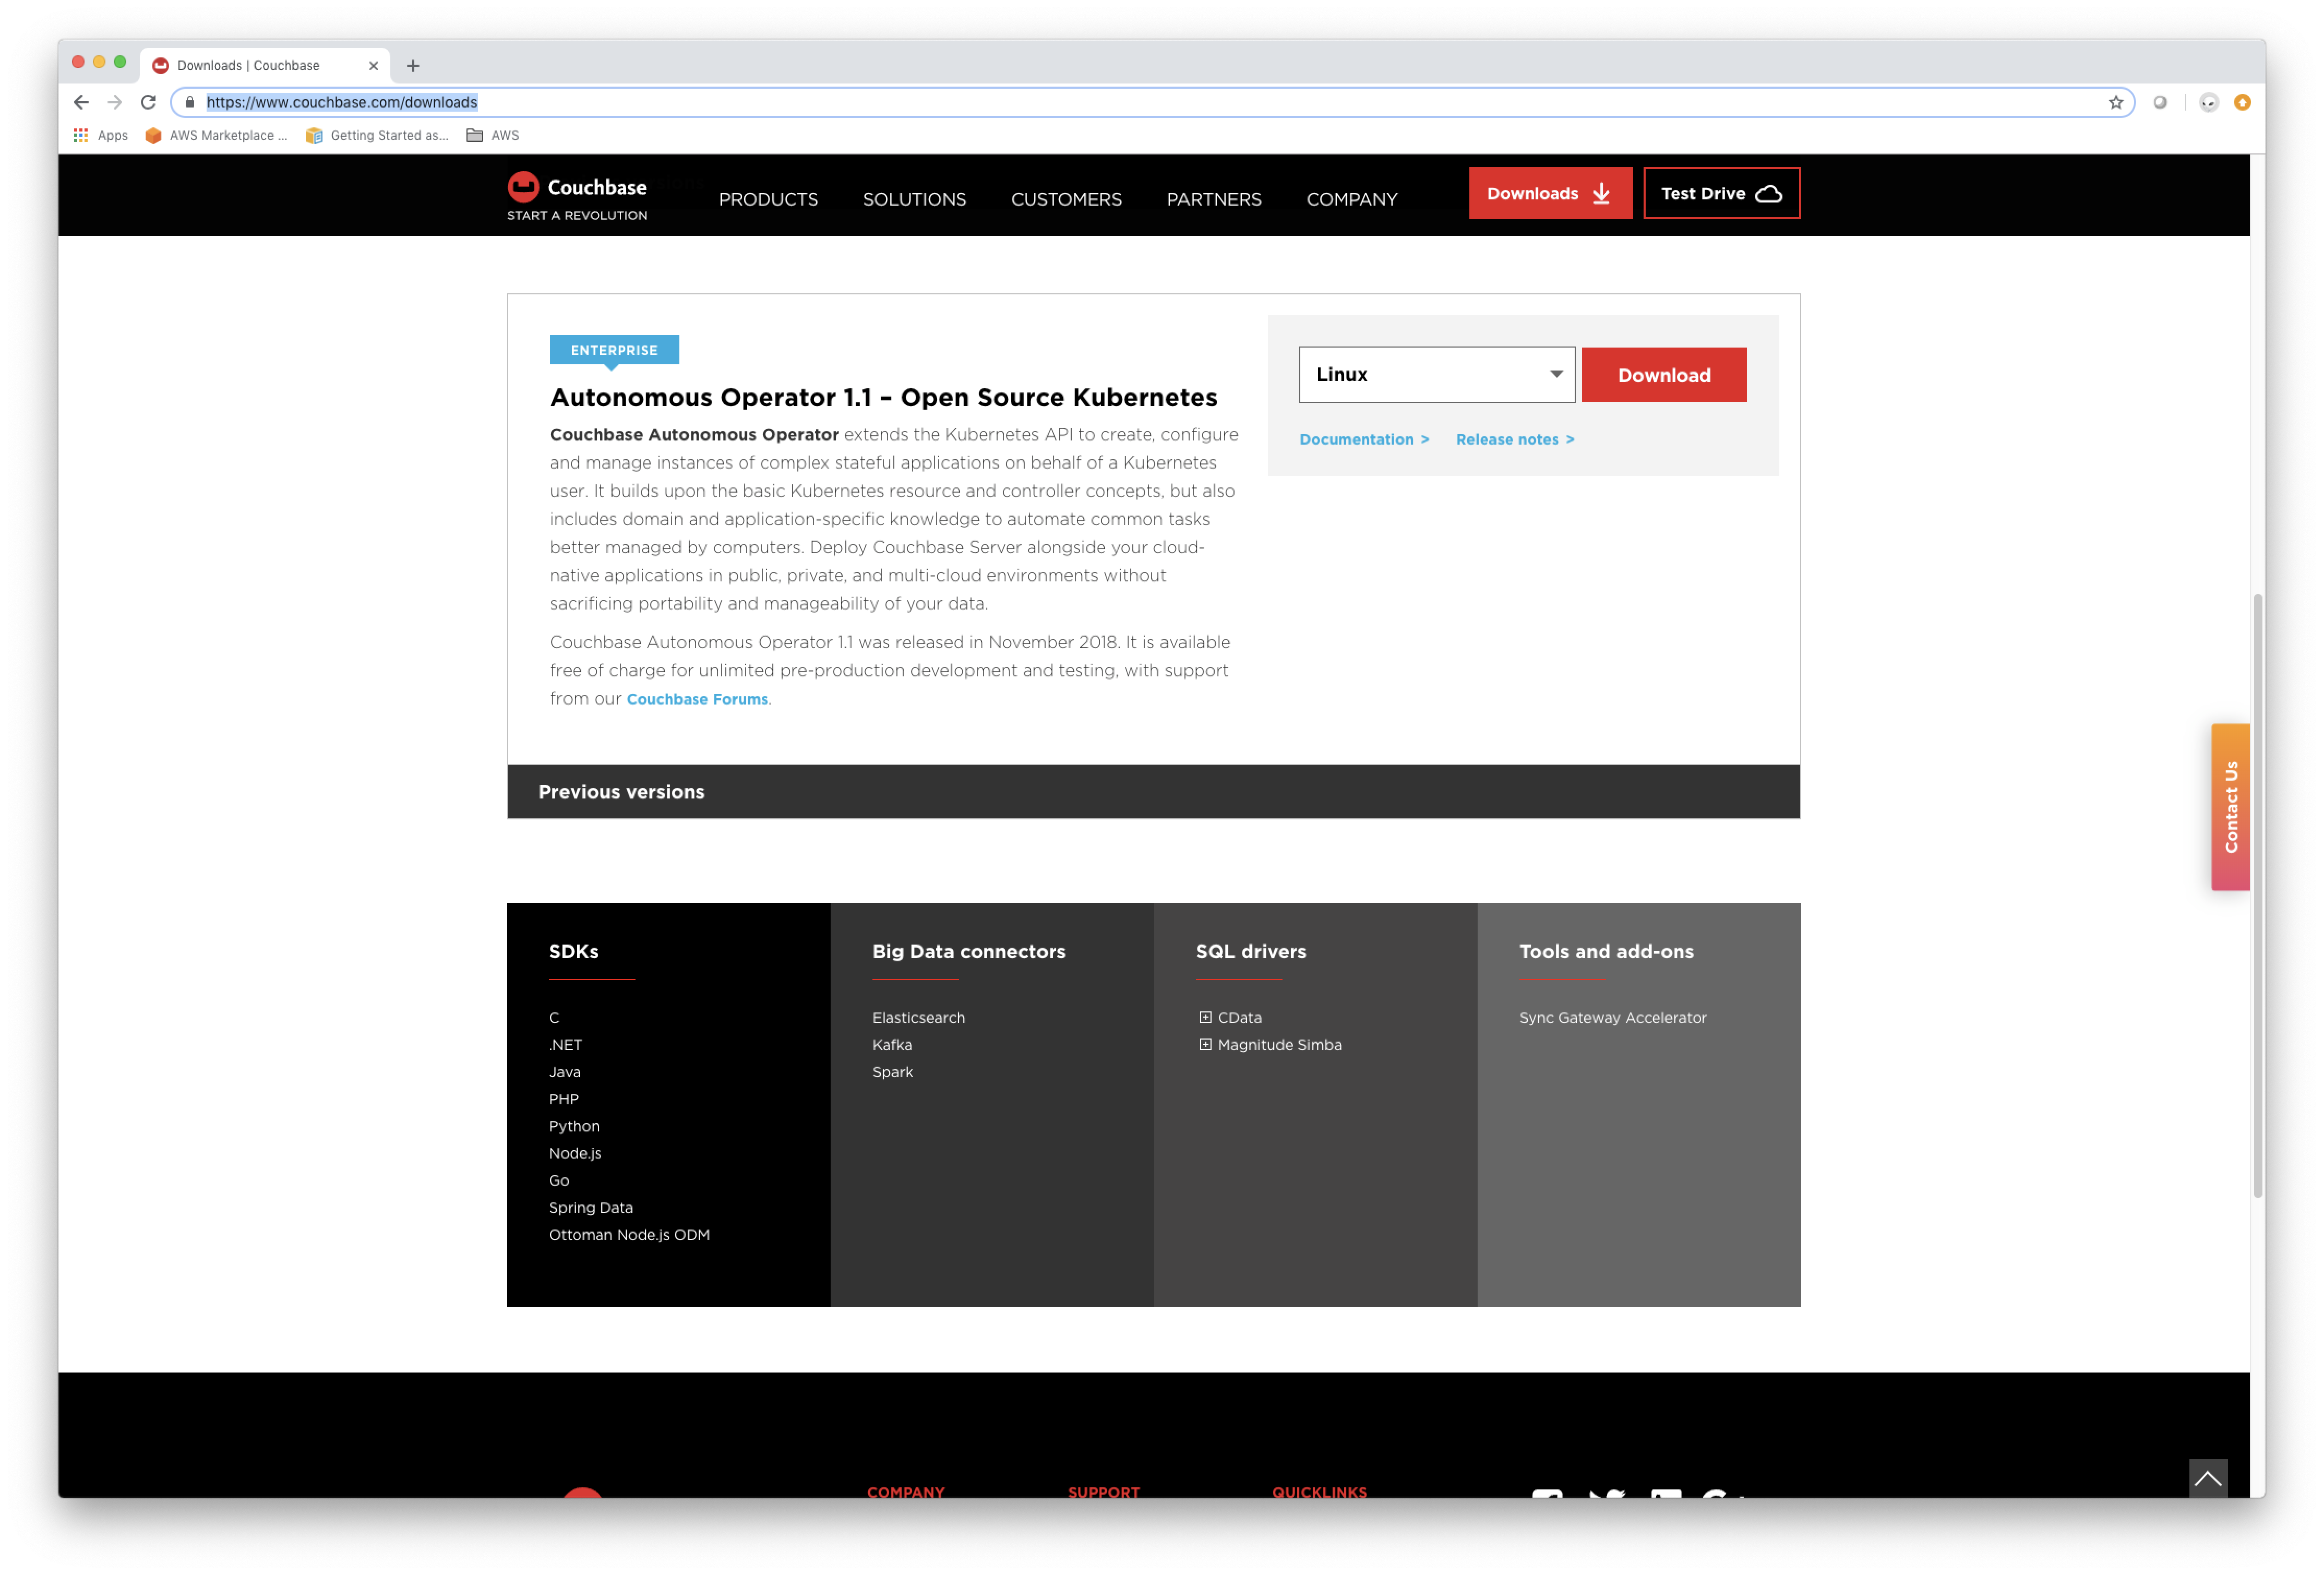 Downloads | Couchbase
https://www.couchbase.com/downloads
Apps AWS Marketplace ... Getting Started as... AWS
Couchbase
START A REVOLUTION
PRODUCTS SOLUTIONS CUSTOMERS PARTNERS COMPANY
Downloads
Test Drive
ENTERPRISE
Autonomous Operator 1.1 – Open Source Kubernetes
Couchbase Autonomous Operator extends the Kubernetes API to create, configure
and manage instances of complex stateful applications on behalf of a Kubernetes
user. It builds upon the basic Kubernetes resource and controller concepts, but also
includes domain and application-specific knowledge to automate common tasks
better managed by computers. Deploy Couchbase Server alongside your cloud-
native applications in public, private, and multi-cloud environments without
sacrificing portability and manageability of your data.
Couchbase Autonomous Operator 1.1 was released in November 2018. It is available
free of charge for unlimited pre-production development and testing, with support
from our Couchbase Forums.
Linux
Download
Documentation > Release notes >
Previous versions
Contact Us
SDKs
C
.NET
Java
PHP
Python
Node.js
Go
Spring Data
Ottoman Node.js ODM
Big Data connectors
Elasticsearch
Kafka
Spark
SQL drivers
CData
Magnitude Simba
Tools and add-ons
Sync Gateway Accelerator
COMPANY SUPPORT QUICKLINKS